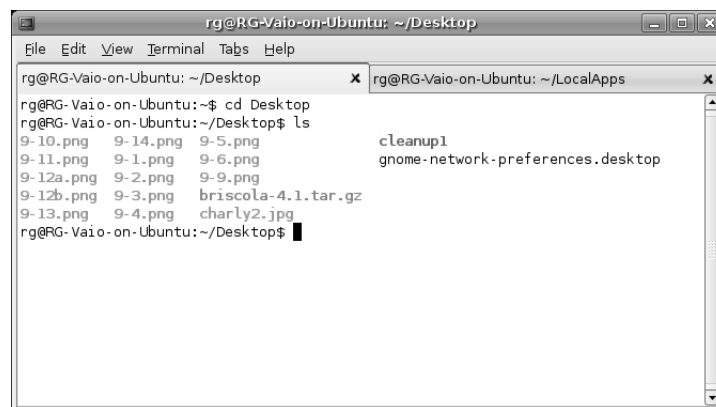 rg@RG-Vaio-on-Ubuntu: ~/Desktop
File Edit View Terminal Tabs Help
rg@RG-Vaio-on-Ubuntu: ~/Desktop x rg@RG-Vaio-on-Ubuntu: ~/LocalApps x
rg@RG-Vaio-on-Ubuntu:~$ cd Desktop
rg@RG-Vaio-on-Ubuntu:~/Desktop$ ls
9-10.png 9-14.png 9-5.png cleanup1
9-11.png 9-1.png 9-6.png gnome-network-preferences.desktop
9-12a.png 9-2.png 9-9.png
9-12b.png 9-3.png briscola-4.1.tar.gz
9-13.png 9-4.png charly2.jpg
rg@RG-Vaio-on-Ubuntu:~/Desktop$